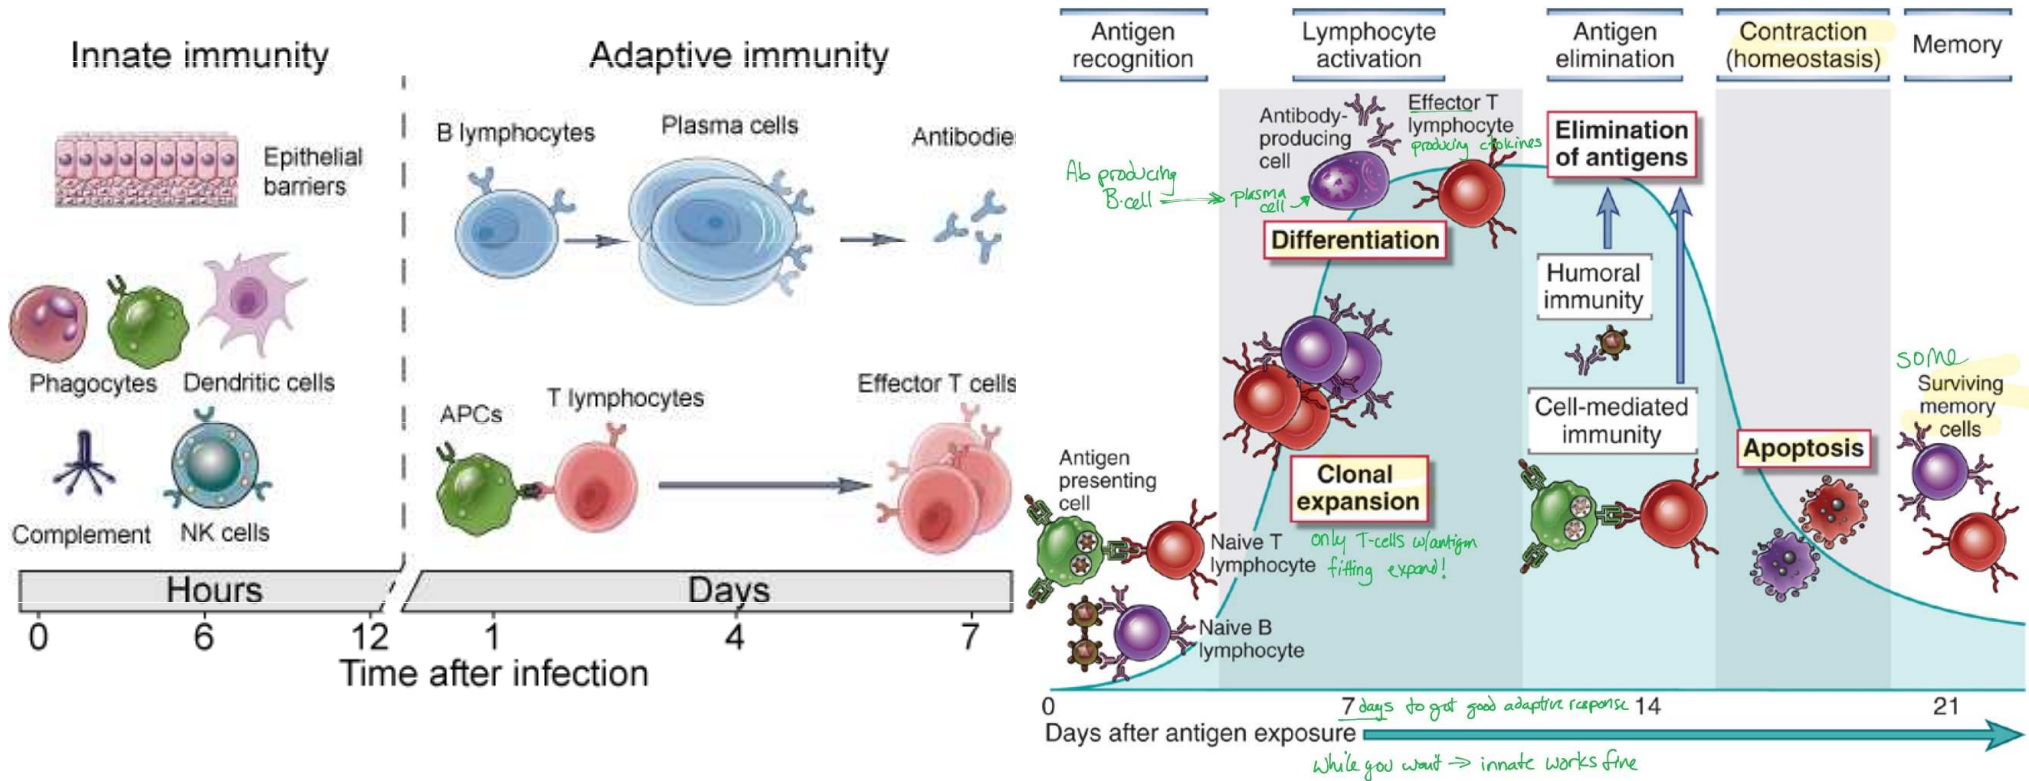 Innate immunity
Epithelial
barriers
Phagocytes
Dendritic cells
Complement
NK cells
Adaptive immunity
B lymphocytes
Plasma cells
Antibodies
APCs
T lymphocytes
Effector T cells
Hours
Days
0
6
12
1
4
7
Time after infection
Antigen
recognition
Lymphocyte
activation
Antigen
elimination
Contraction
(homeostasis)
Memory
Antibody-
producing
cell
Effector T
lymphocyte
producing ctokines
Ab producing
B-cell → plasma
cell
Differentiation
Elimination
of antigens
Humoral
immunity
Cell-mediated
immunity
Clonal
expansion
only T-cells w/antigen
fitting expand!
Antigen
presenting
cell
Naive T
lymphocyte
Naive B
lymphocyte
Apoptosis
some
Surviving
memory
cells
0
7 days to get good adaptive response 14
21
Days after antigen exposure
while you wait → innate works fine